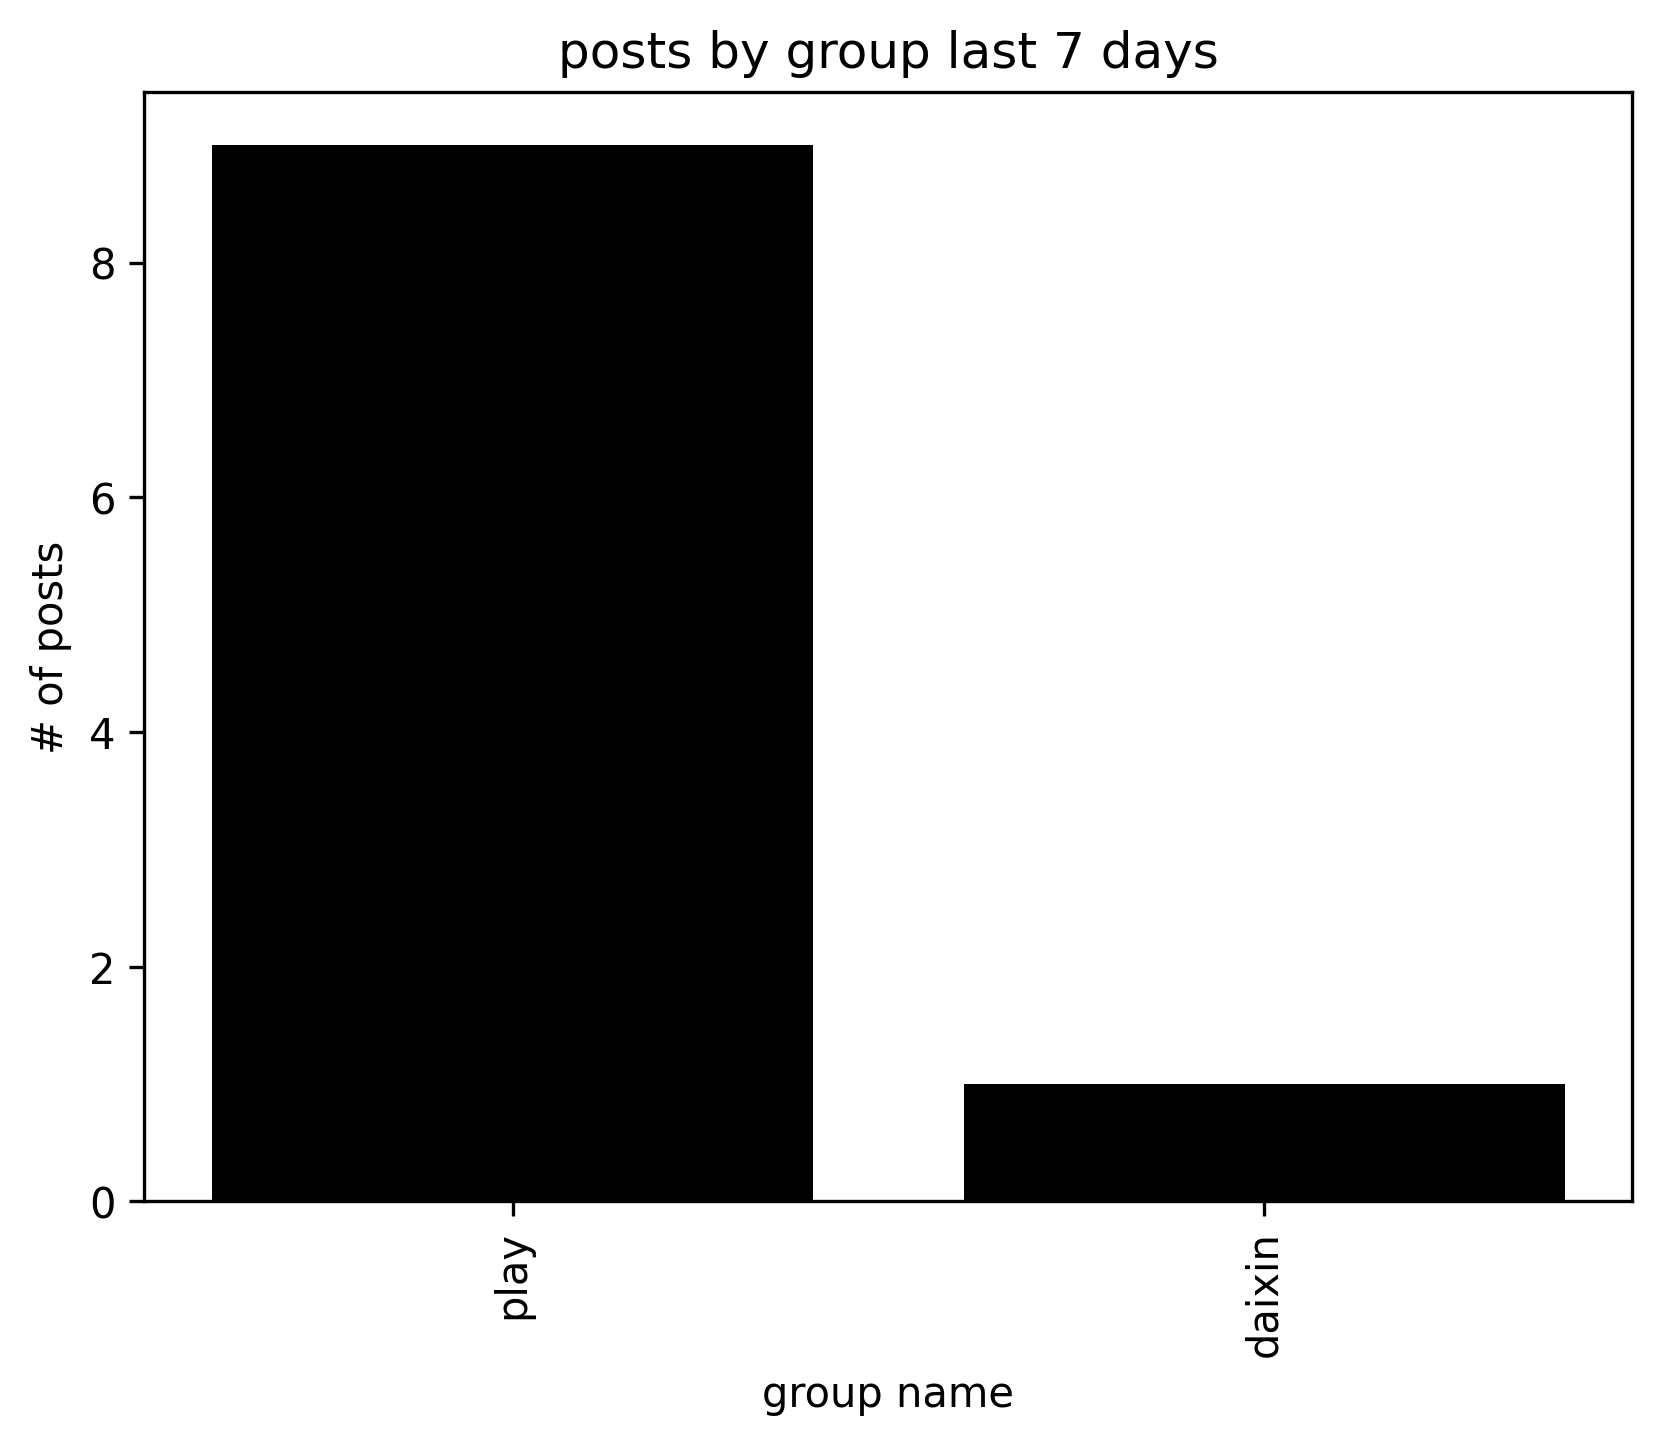 posts by group last 7 days
# of posts
8
6
4
2
0
play
daixin
group name